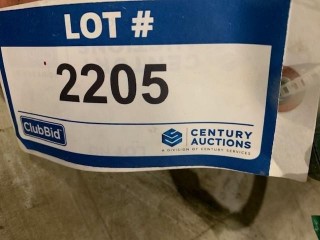 LOT #
2205
ClubBid
CENTURY
AUCTIONS
A DIVISION OF CENTURY SERVICES